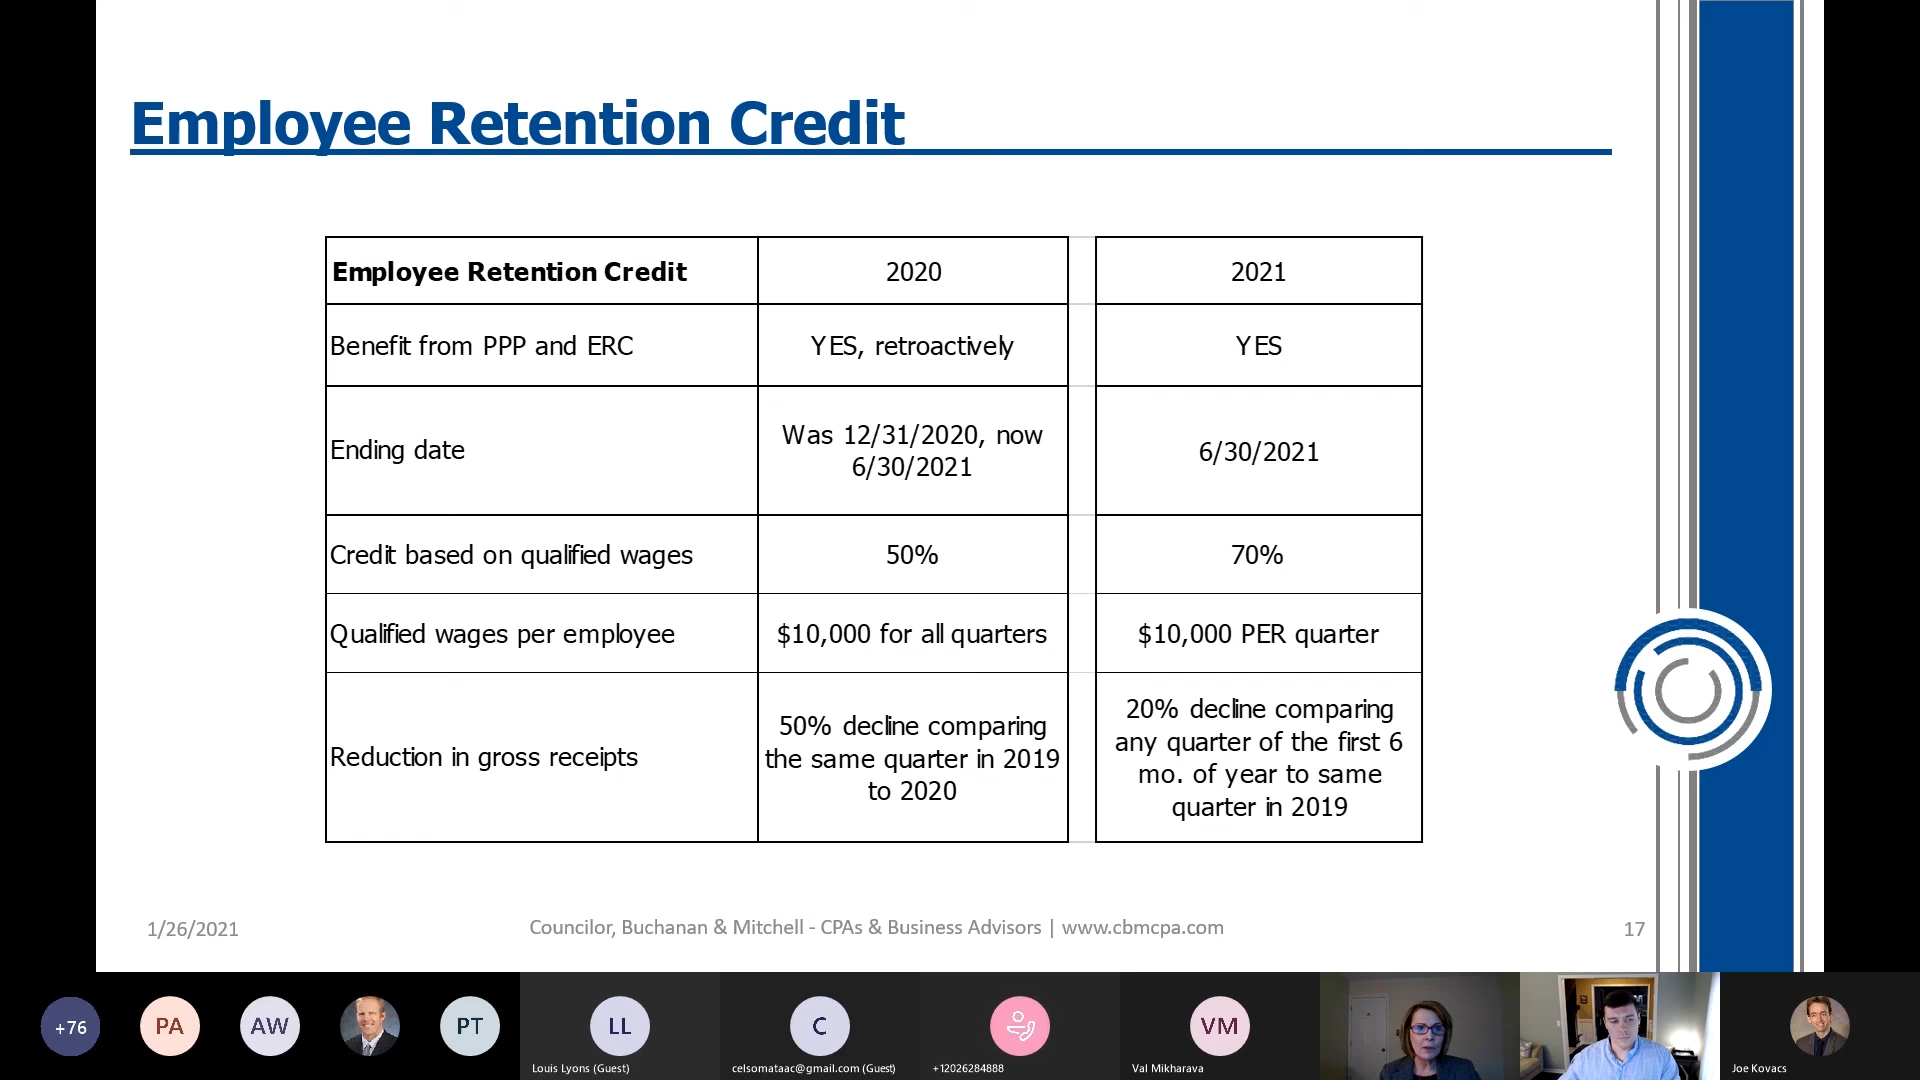 Employee Retention Credit
Employee Retention Credit 2020 2021
Benefit from PPP and ERC YES, retroactively YES
Ending date Was 12/31/2020, now 6/30/2021 6/30/2021
Credit based on qualified wages 50% 70%
Qualified wages per employee $10,000 for all quarters $10,000 PER quarter
Reduction in gross receipts
50% decline comparing
the same quarter in 2019
to 2020
20% decline comparing
any quarter of the first 6
mo. of year to same
quarter in 2019
1/26/2021 Councilor, Buchanan & Mitchell - CPAs & Business Advisors | www.cbmcpa.com 17
+76 PA AW PT LL C VM
Louis Lyons (Guest) celsomataac@gmail.com (Guest) +12026284888 Val Mikharava Joe Kovacs